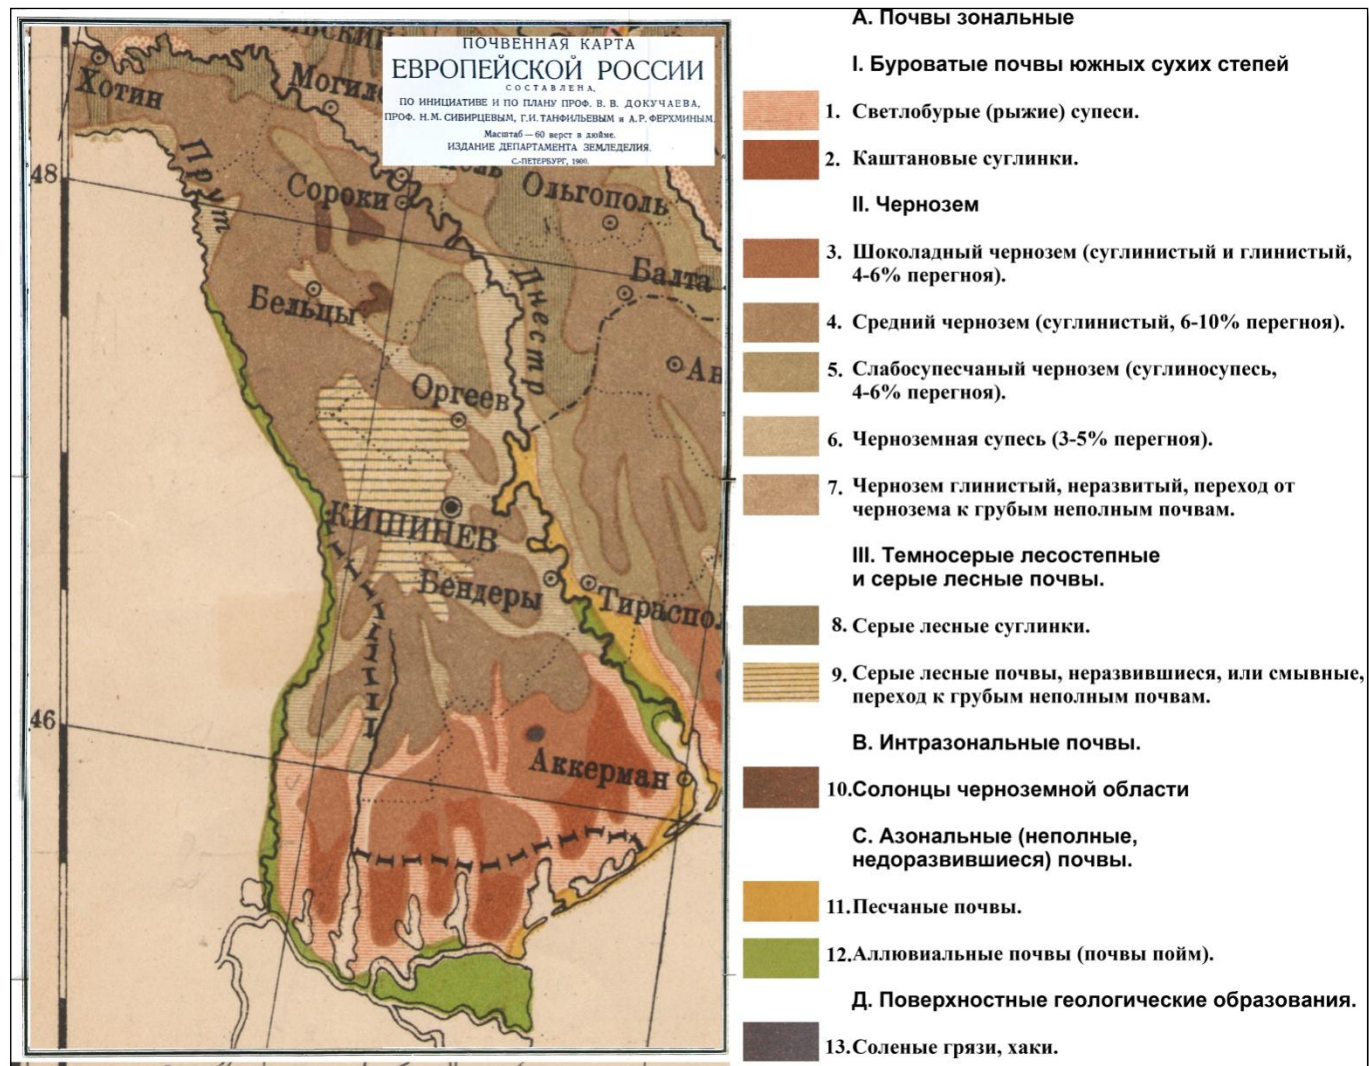 ПОЧВЕННАЯ КАРТА
ЕВРОПЕЙСКОЙ РОССИИ
СОСТАВЛЕНА,
ПО ИНИЦИАТИВЕ И ПО ПЛАНУ ПРОФ. В. В. ДОКУЧАЕВА,
ПРОФ. Н.М. СИБИРЦЕВЫМ, Г.И. ТАНФИЛЬЕВЫМ и А.Р. ФЕРХМИНЫМ.
Масштаб — 60 верст в дюйме.
ИЗДАНИЕ ДЕПАРТАМЕНТА ЗЕМЛЕДЕЛИЯ.
С.-ПЕТЕРБУРГ, 1900.
Хотин
Могил
Прут
48
Сороки
Ольгополь
Днестр
Балта
Бельцы
Ан
Оргеев
КИШИНЕВ
Бендеры
Тираспол
46
Аккерман
А. Почвы зональные
I. Буроватые почвы южных сухих степей
1. Светлобурые (рыжие) супеси.
2. Каштановые суглинки.
II. Чернозем
3. Шоколадный чернозем (суглинистый и глинистый,
4-6% перегноя).
4. Средний чернозем (суглинистый, 6-10% перегноя).
5. Слабосупесчаный чернозем (суглиносупесь,
4-6% перегноя).
6. Черноземная супесь (3-5% перегноя).
7. Чернозем глинистый, неразвитый, переход от
чернозема к грубым неполным почвам.
III. Темносерые лесостепные
и серые лесные почвы.
8. Серые лесные суглинки.
9. Серые лесные почвы, неразвившиеся, или смывные,
переход к грубым неполным почвам.
В. Интразональные почвы.
10. Солонцы черноземной области
С. Азональные (неполные,
недоразвившиеся) почвы.
11. Песчаные почвы.
12. Аллювиальные почвы (почвы пойм).
Д. Поверхностные геологические образования.
13. Соленые грязи, хаки.